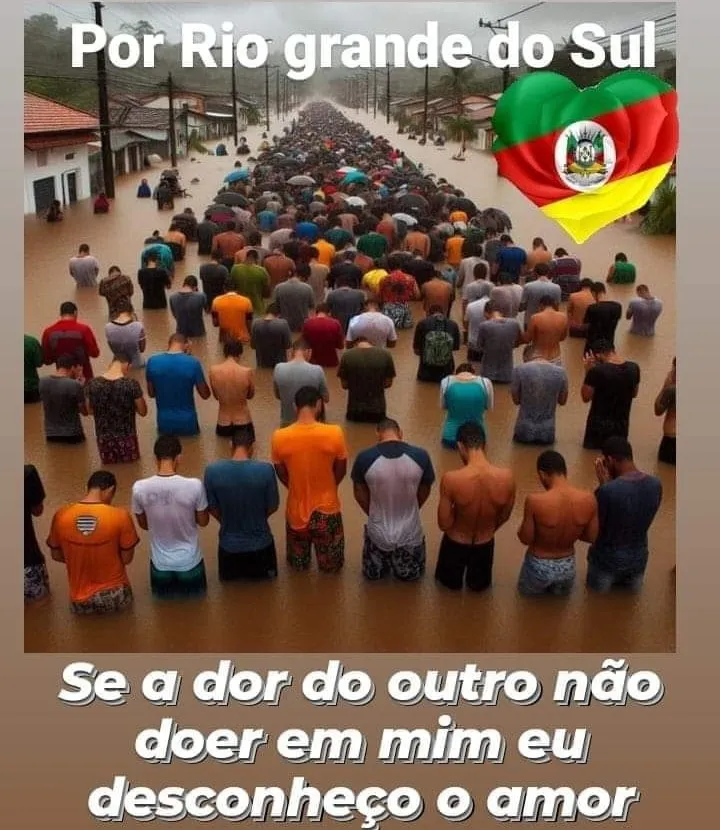 Por Rio grande do Sul
Se a dor do outro não
doer em mim eu
desconheço o amor